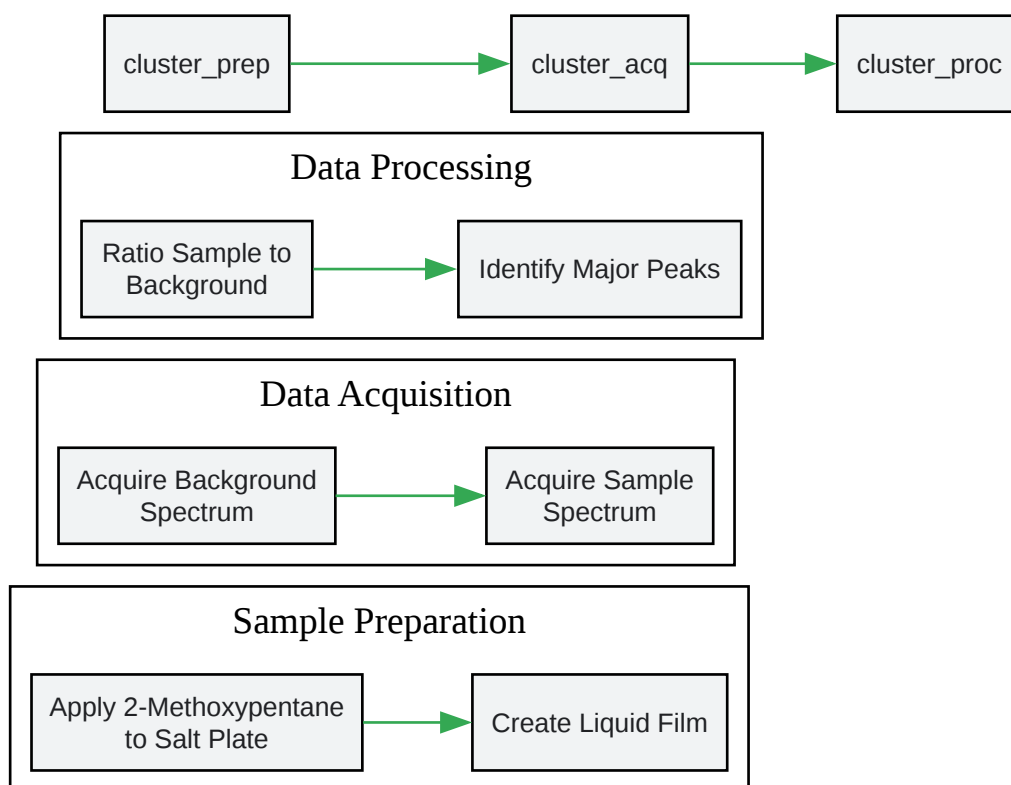 cluster_prep
cluster_acq
cluster_proc
Data Processing
Ratio Sample to
Background
Identify Major Peaks
Data Acquisition
Acquire Background
Spectrum
Acquire Sample
Spectrum
Sample Preparation
Apply 2-Methoxypentane
to Salt Plate
Create Liquid Film